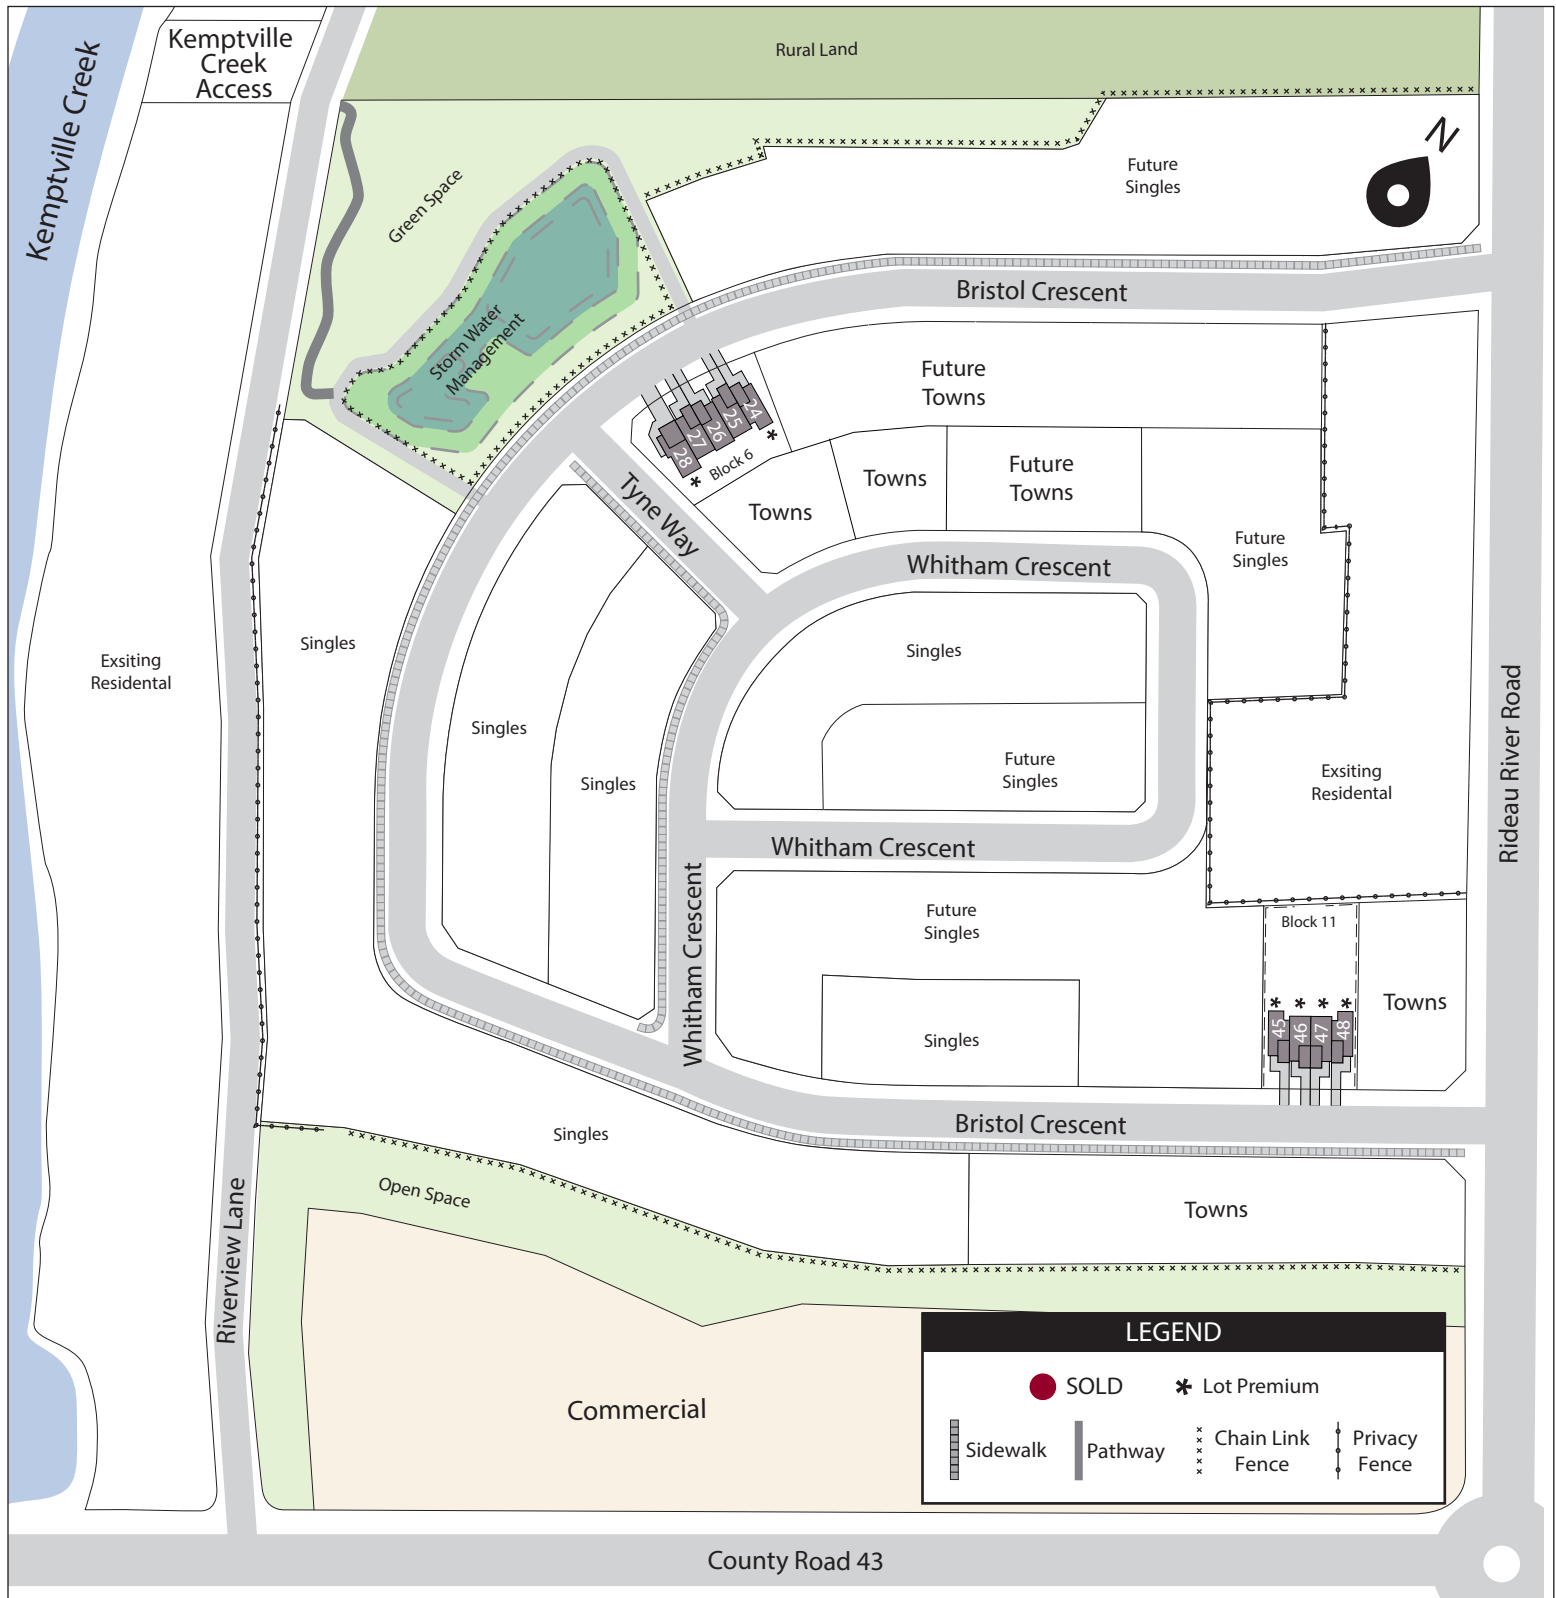 Kemptville
Creek
Access
Kemptville Creek
Rural Land
N
Future
Singles
Green Space
Storm Water
Management
Bristol Crescent
Future
Towns
24
25
26
27
28
*
*
Block 6
Towns
Towns
Future
Towns
Tyne Way
Future
Singles
Whitham Crescent
Singles
Exsiting
Residental
Singles
Singles
Singles
Future
Singles
Exsiting
Residental
Rideau River Road
Whitham Crescent
Whitham Crescent
Future
Singles
Block 11
* * * *
45
46
47
48
Towns
Singles
Bristol Crescent
Singles
Open Space
Towns
Riverview Lane
Commercial
LEGEND
SOLD
* Lot Premium
Sidewalk
Pathway
Chain Link
Fence
Privacy
Fence
County Road 43